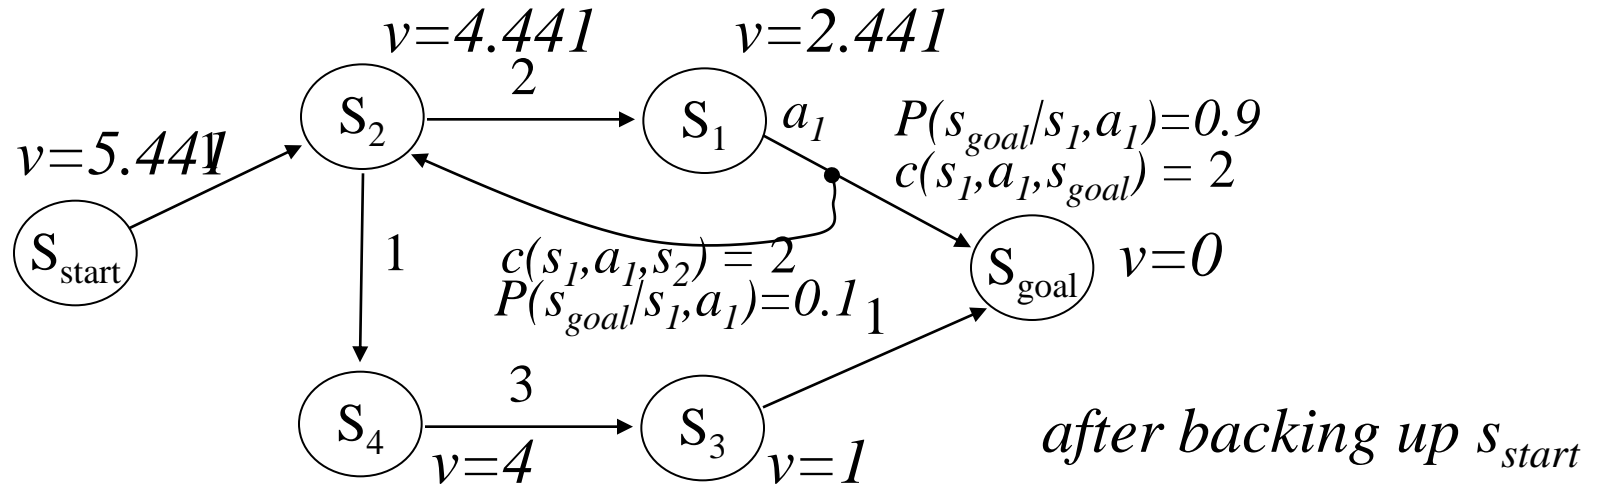 v=4.441
v=2.441
2
S2
S1
a1
P(sgoal/s1,a1)=0.9
c(s1,a1,sgoal) = 2
v=5.441
1
Sstart
1
c(s1,a1,s2) = 2
P(sgoal/s1,a1)=0.1
Sgoal
v=0
1
3
S4
S3
v=4
v=1
after backing up sstart